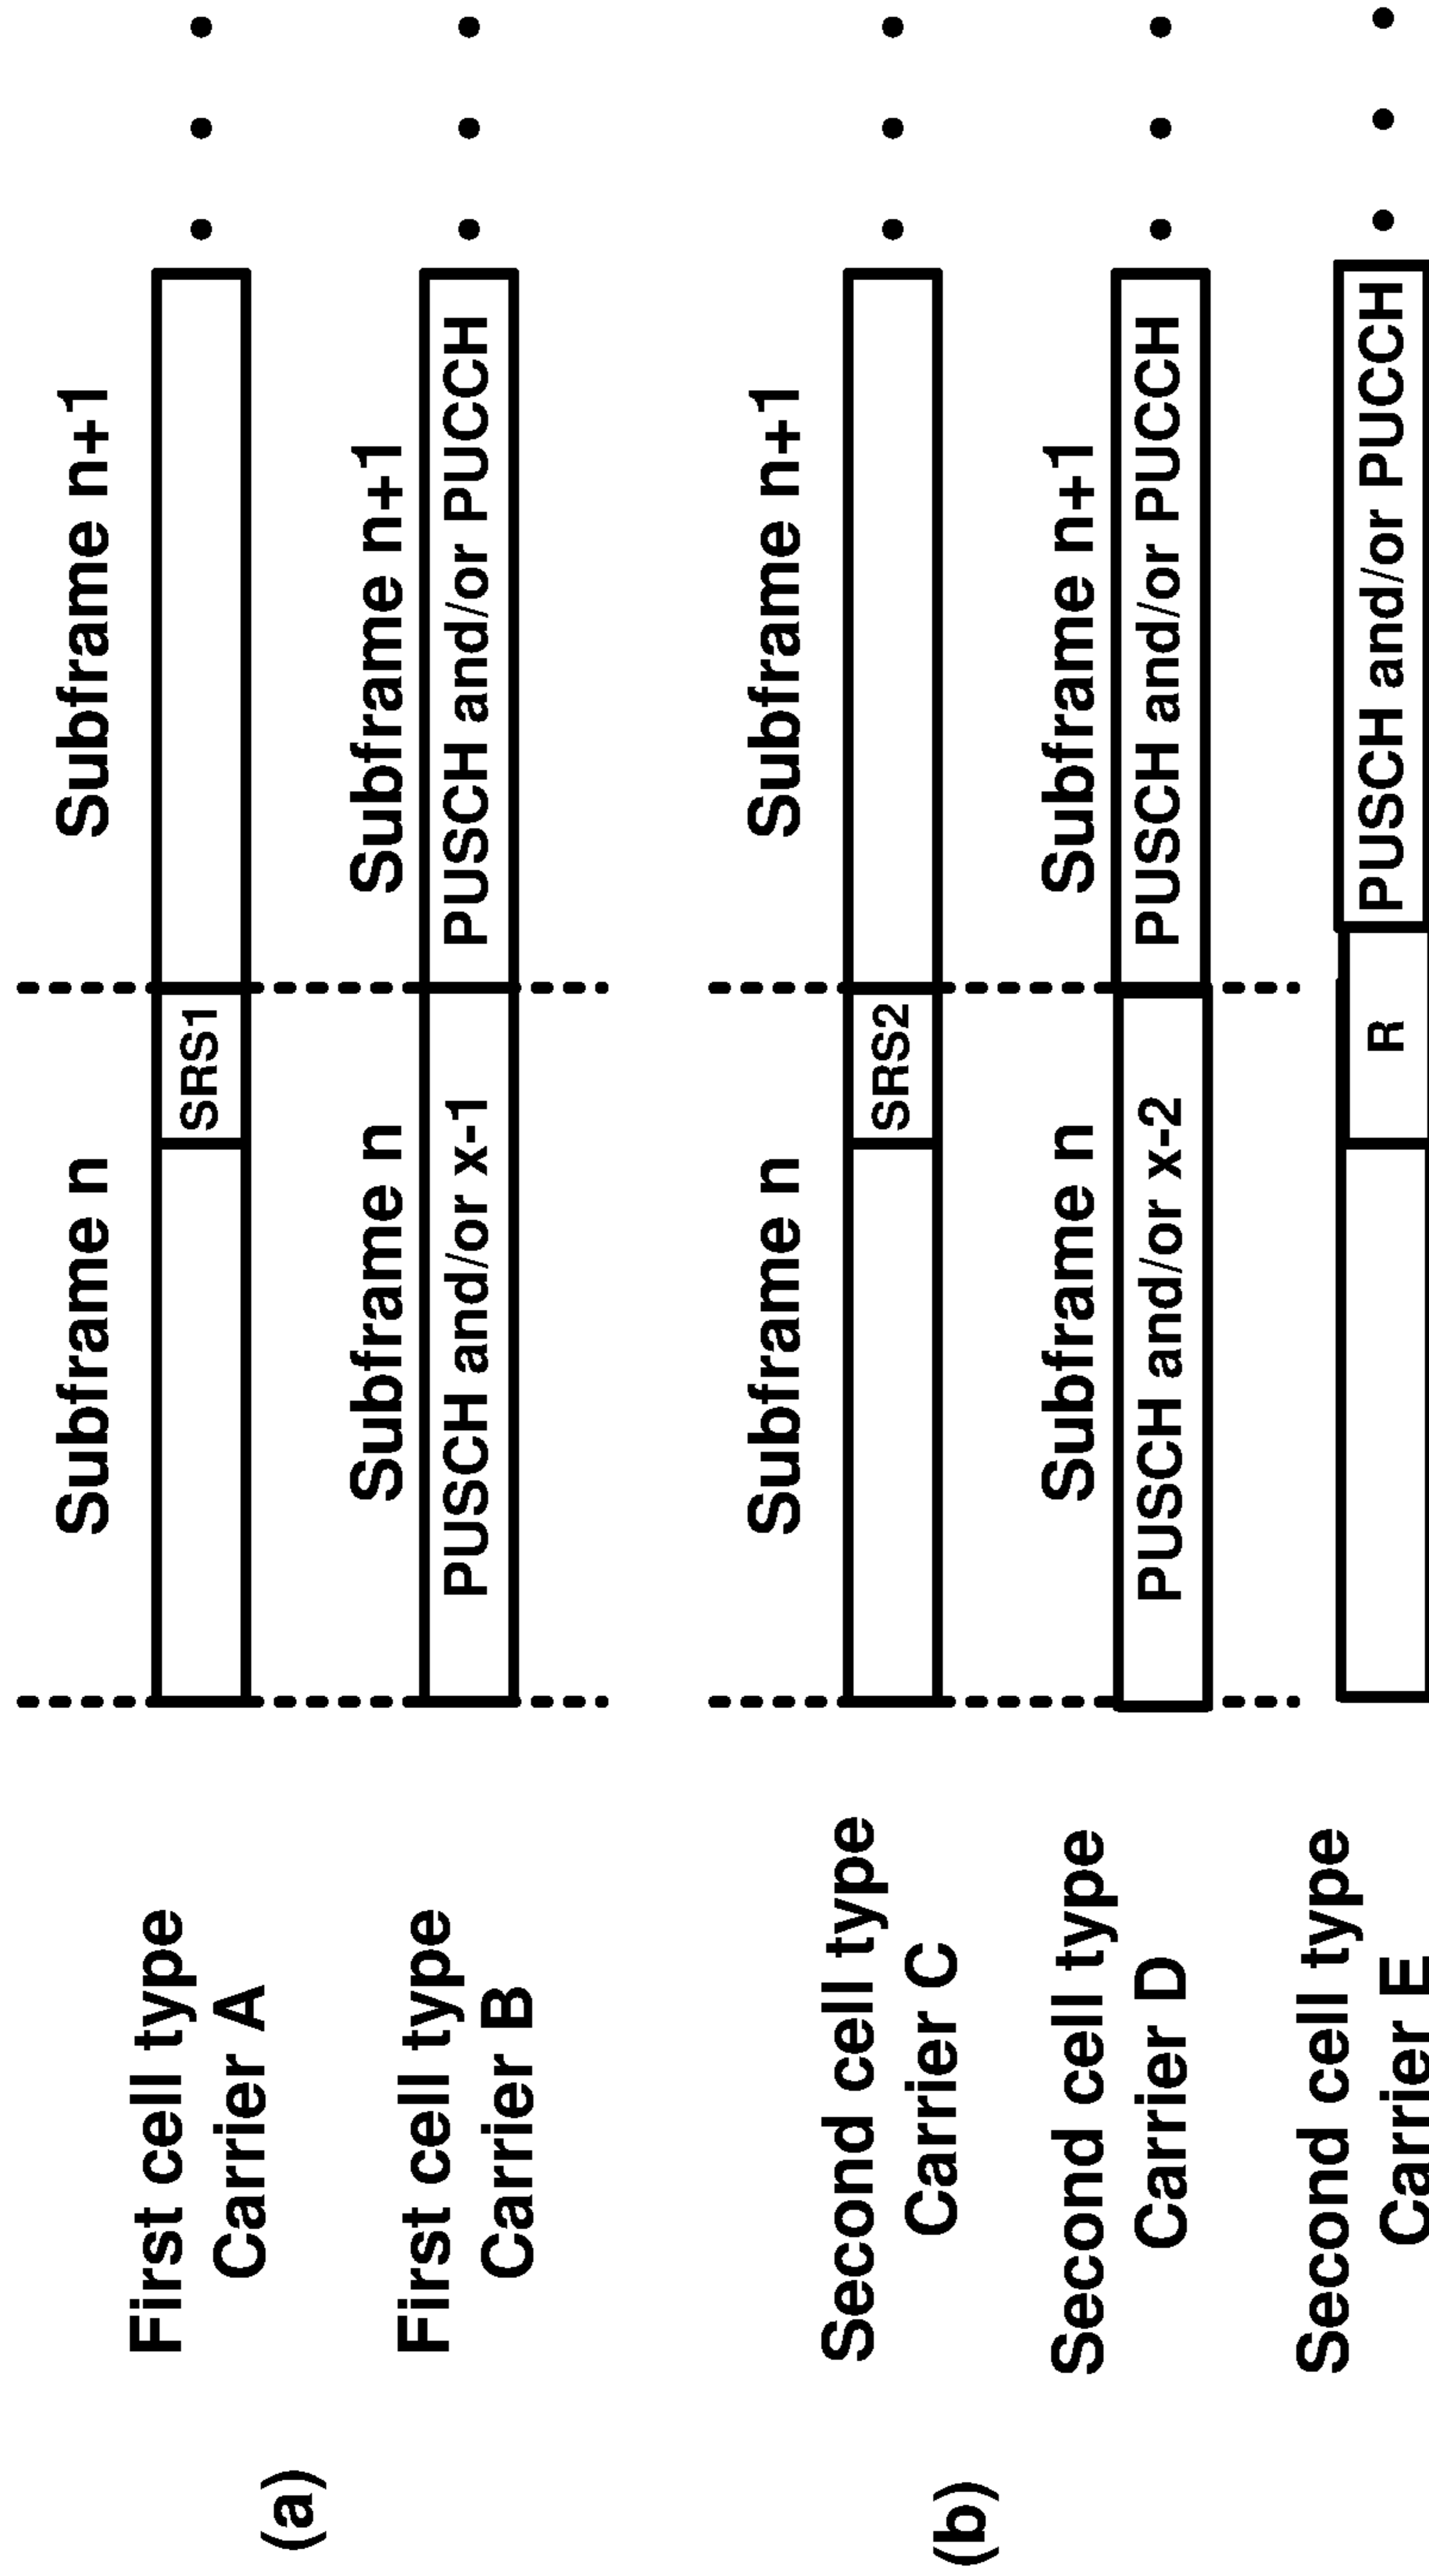 Subframe n
Subframe n+1
First cell type
Carrier A
SRS1
Subframe n
Subframe n+1
First cell type
Carrier B
PUSCH and/or x-1
PUSCH and/or PUCCH
(a)
Subframe n
Subframe n+1
Second cell type
Carrier C
SRS2
Subframe n
Subframe n+1
Second cell type
Carrier D
PUSCH and/or x-2
PUSCH and/or PUCCH
(b)
Second cell type
Carrier E
R
PUSCH and/or PUCCH